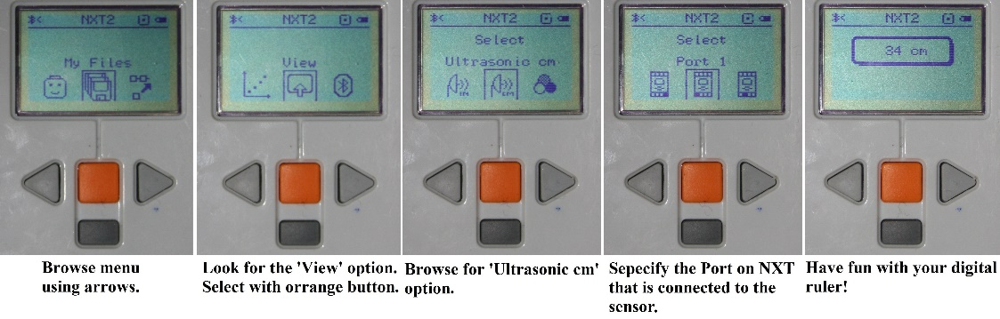 NXT2
My Files
NXT2
View
NXT2
Select
Ultrasonic cm
IN CM
NXT2
Select
Port 1
NXT2
34 cm
Browse menu
using arrows.
Look for the 'View' option.
Select with orrange button.
Browse for 'Ultrasonic cm'
option.
Sepecify the Port on NXT
that is connected to the
sensor.
Have fun with your digital
ruler!